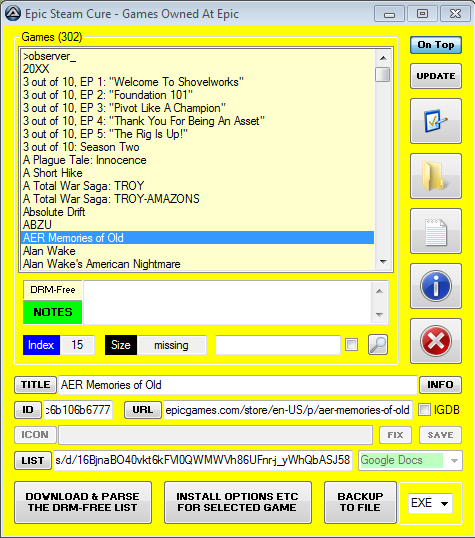 Epic Steam Cure - Games Owned At Epic
Games (302)
>observer_
20XX
3 out of 10, EP 1: "Welcome To Shovelworks"
3 out of 10, EP 2: "Foundation 101"
3 out of 10, EP 3: "Pivot Like A Champion"
3 out of 10, EP 4: "Thank You For Being An Asset"
3 out of 10, EP 5: "The Rig Is Up!"
3 out of 10: Season Two
A Plague Tale: Innocence
A Short Hike
A Total War Saga: TROY
A Total War Saga: TROY-AMAZONS
Absolute Drift
ABZU
AER Memories of Old
Alan Wake
Alan Wake's American Nightmare
On Top
UPDATE
DRM-Free
NOTES
Index 15 Size missing
TITLE AER Memories of Old INFO
ID :6b106b6777 URL epicgames.com/store/en-US/p/aer-memories-of-old IGDB
ICON FIX SAVE
LIST Google Docs
DOWNLOAD & PARSE
THE DRM-FREE LIST
INSTALL OPTIONS ETC
FOR SELECTED GAME
BACKUP
TO FILE
EXE